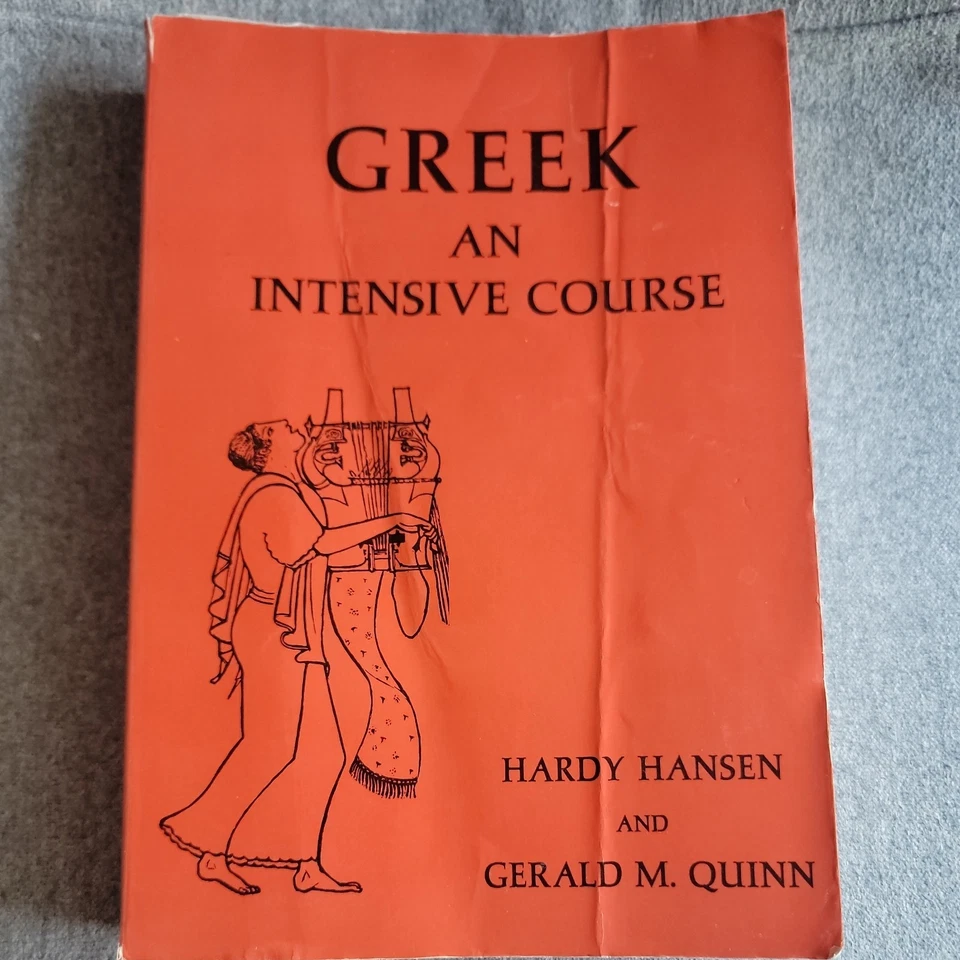 GREEK
AN
INTENSIVE COURSE
HARDY HANSEN
AND
GERALD M. QUINN